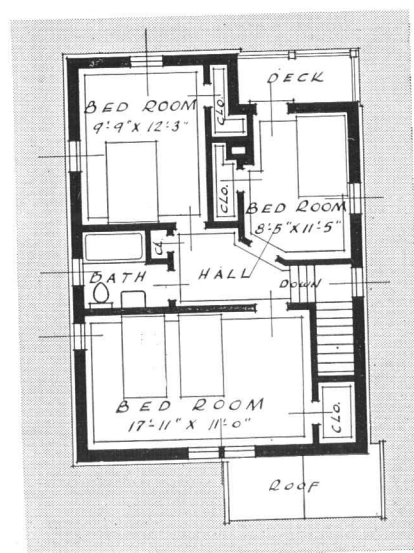 DECK
BED ROOM
9'-9" X 12'-3"
CLO.
CLO.
BED ROOM
8'-5" X 11'-5"
CL.
BATH
HALL
DOWN
BED ROOM
17'-11" X 11'-0"
CLO.
ROOF